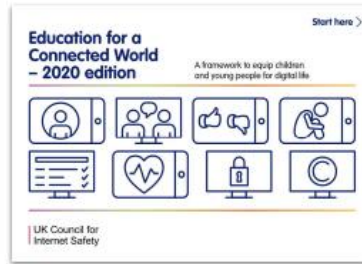 Start here >
Education for a
Connected World
– 2020 edition
A framework to equip children
and young people for digital life
©
UK Council for
Internet Safety